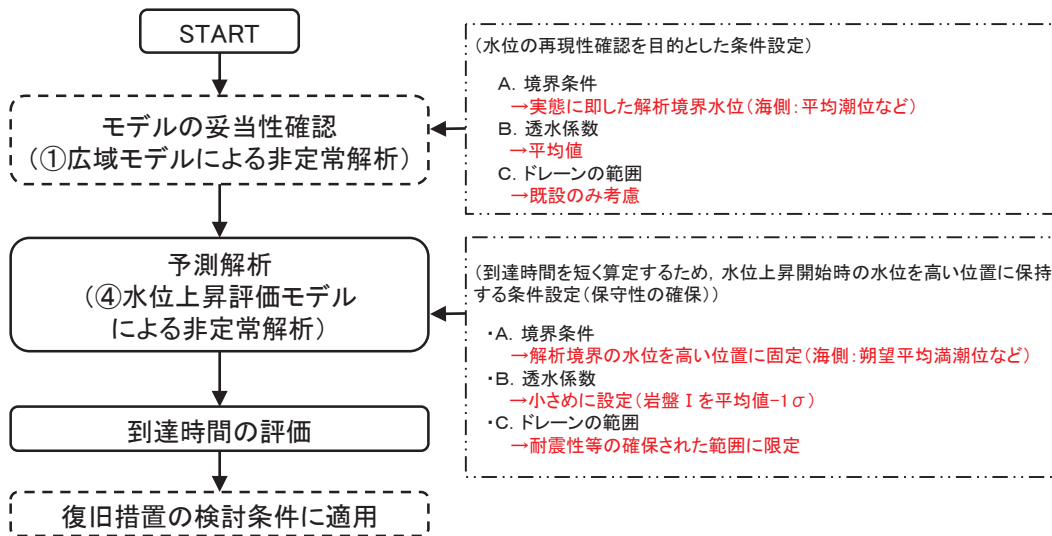 START
モデルの妥当性確認
(①広域モデルによる非定常解析)
予測解析
(④水位上昇評価モデル
による非定常解析)
到達時間の評価
復旧措置の検討条件に適用
(水位の再現性確認を目的とした条件設定)
A. 境界条件
→実態に即した解析境界水位(海側:平均潮位など)
B. 透水係数
→平均値
C. ドレーンの範囲
→既設のみ考慮
(到達時間を短く算定するため, 水位上昇開始時の水位を高い位置に保持
する条件設定(保守性の確保))
・A. 境界条件
→解析境界の水位を高い位置に固定(海側:朔望平均満潮位など)
・B. 透水係数
→小さめに設定(岩盤Ⅰを平均値-1σ)
・C. ドレーンの範囲
→耐震性等の確保された範囲に限定